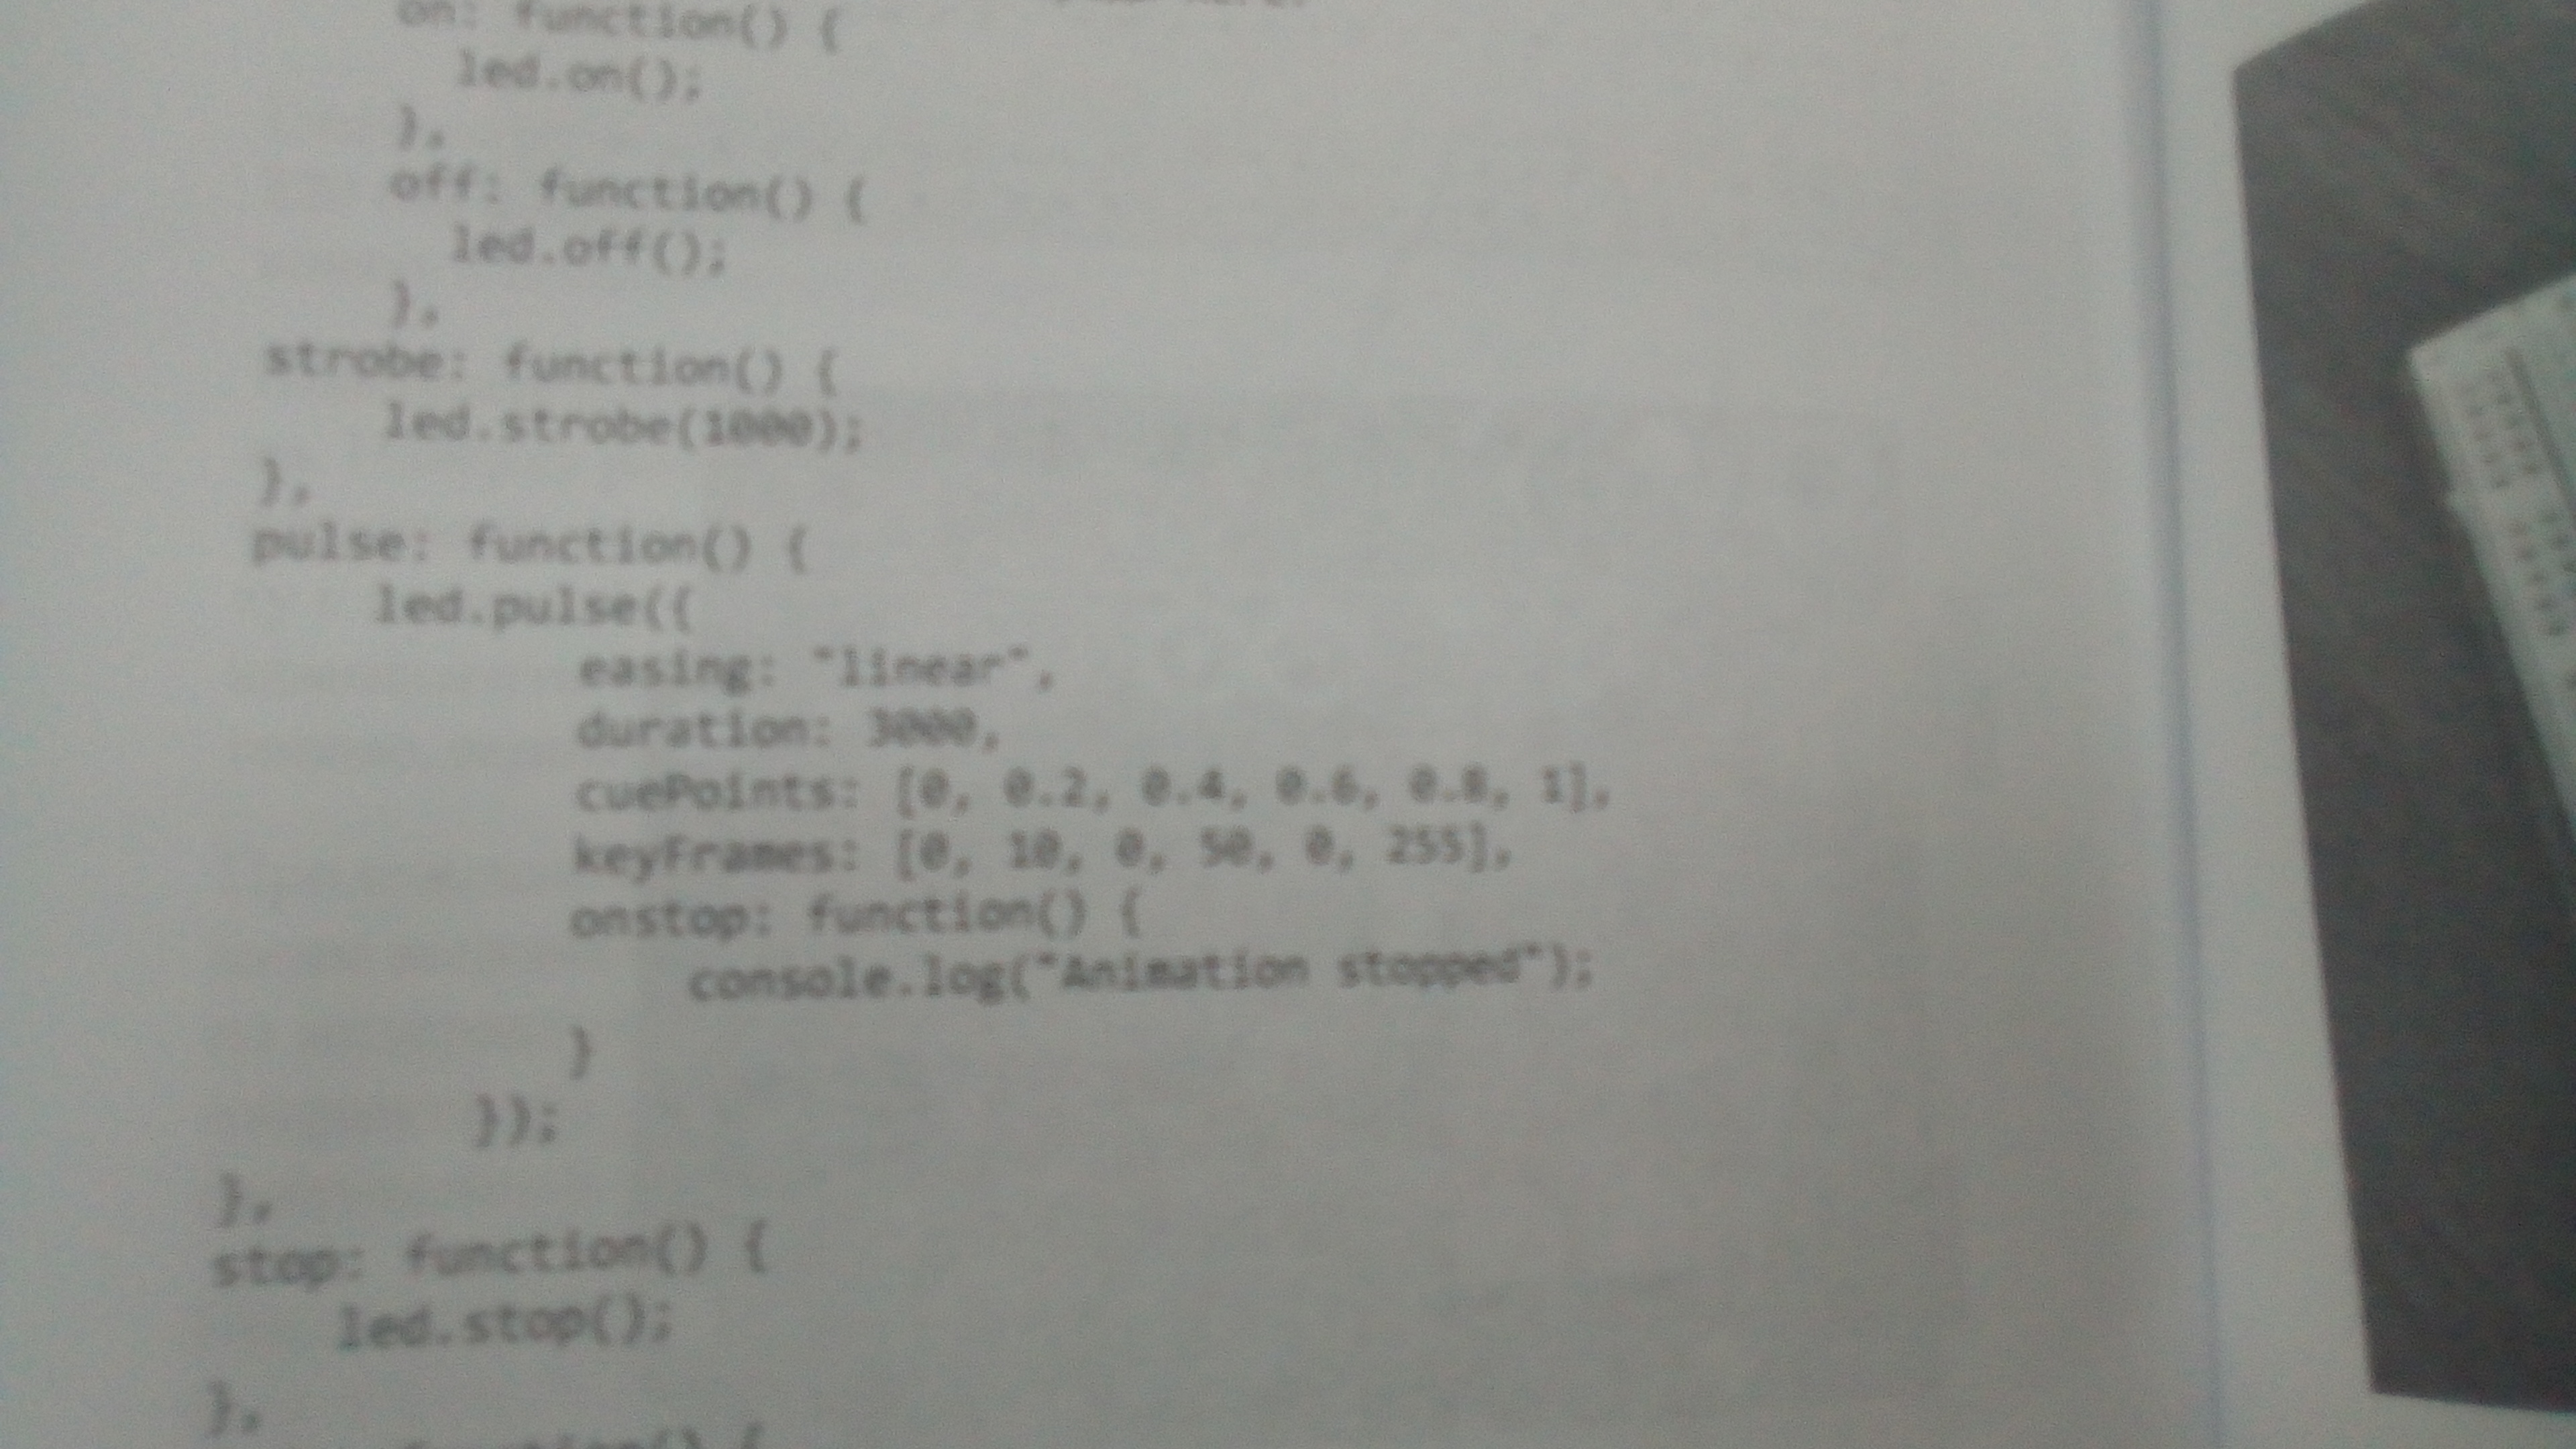 on: function() {
led.on();
},
off: function() {
led.off();
},
strobe: function() {
led.strobe(1000);
},
pulse: function() {
led.pulse({
easing: "linear",
duration: 3000,
cuePoints: [0, 0.2, 0.4, 0.6, 0.8, 1],
keyFrames: [0, 10, 0, 50, 0, 255],
onstop: function() {
console.log("Animation stopped");
}
});
},
stop: function() {
led.stop();
},
function() {